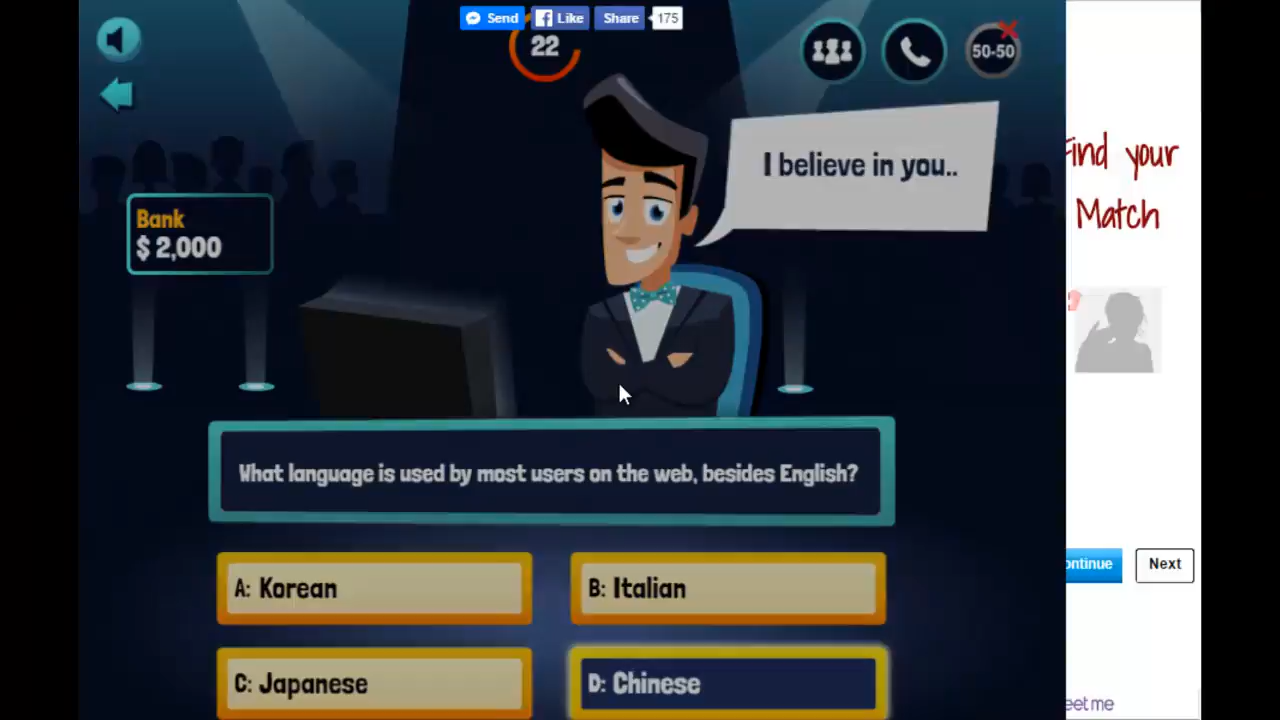 Send Like Share 175
22
50-50
I believe in you..
Find your
Match
Bank
$ 2,000
What language is used by most users on the web, besides English?
A: Korean
B: Italian
ontinue Next
C: Japanese
D: Chinese
eet me